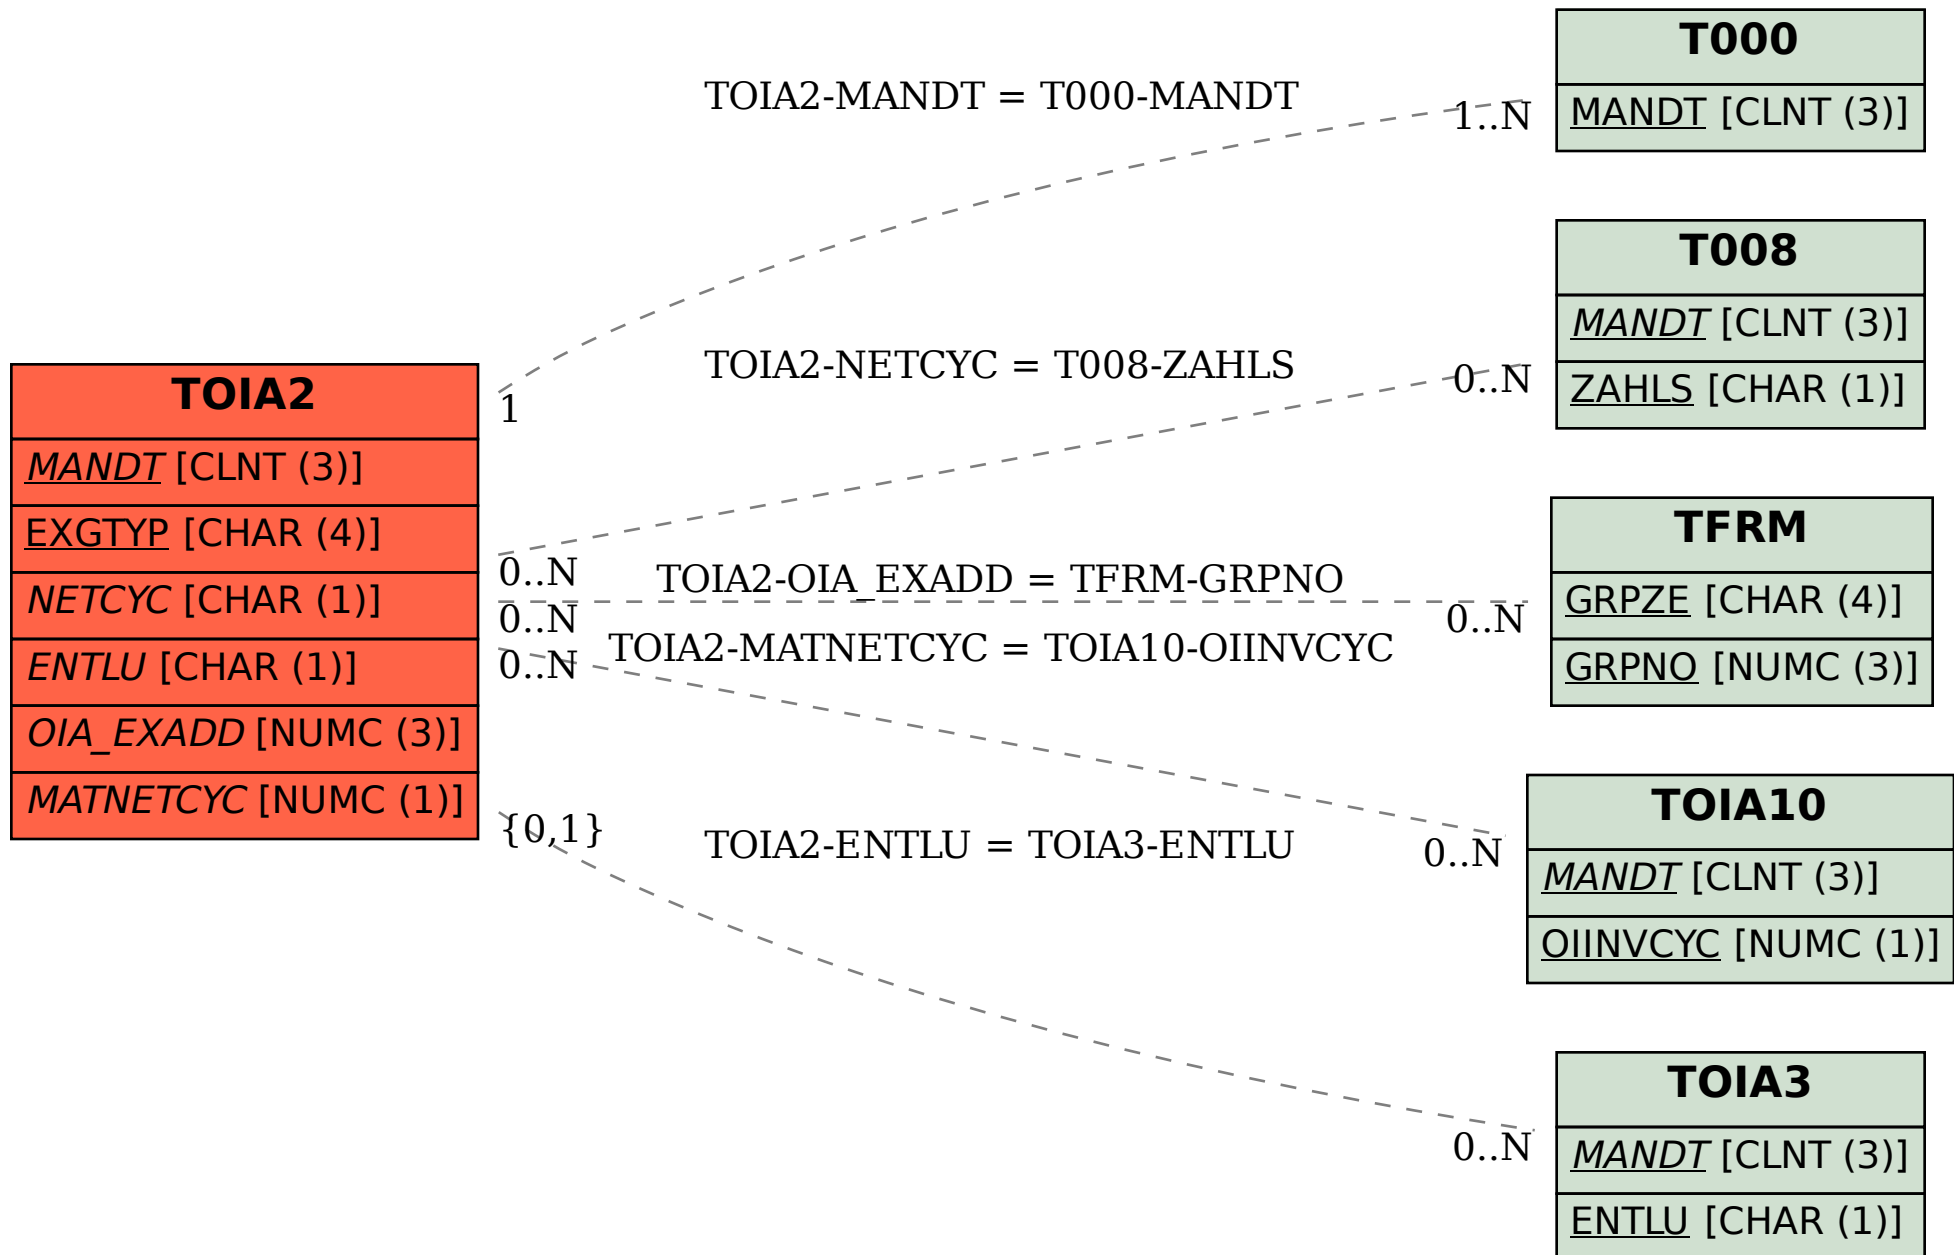 TOIA2
MANDT [CLNT (3)]
EXGTYP [CHAR (4)]
NETCYC [CHAR (1)]
ENTLU [CHAR (1)]
OIA_EXADD [NUMC (3)]
MATNETCYC [NUMC (1)]
TOIA2-MANDT = T000-MANDT
1
1..N
TOIA2-NETCYC = T008-ZAHLS
0..N
0..N
TOIA2-OIA_EXADD = TFRM-GRPNO
0..N
0..N
TOIA2-MATNETCYC = TOIA10-OIINVCYC
0..N
0..N
TOIA2-ENTLU = TOIA3-ENTLU
{0,1}
0..N
T000
MANDT [CLNT (3)]
T008
MANDT [CLNT (3)]
ZAHLS [CHAR (1)]
TFRM
GRPZE [CHAR (4)]
GRPNO [NUMC (3)]
TOIA10
MANDT [CLNT (3)]
OIINVCYC [NUMC (1)]
TOIA3
MANDT [CLNT (3)]
ENTLU [CHAR (1)]